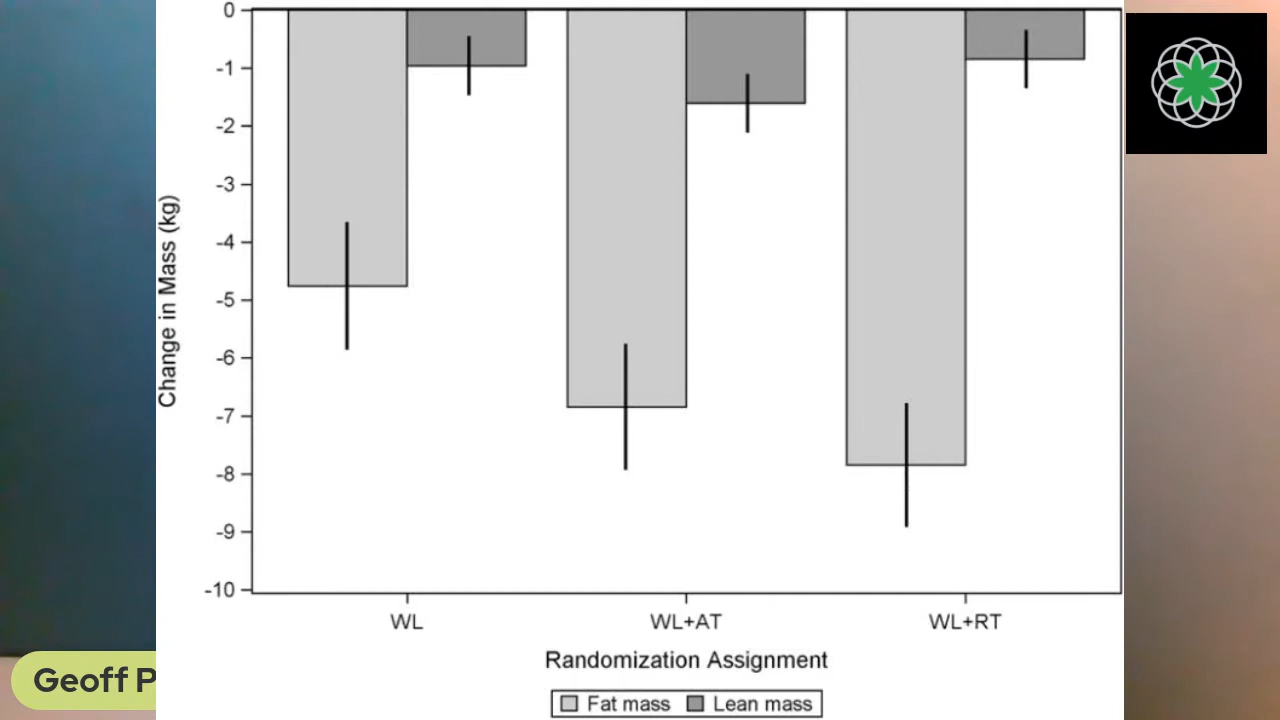 0
-1
-2
-3
-4
-5
-6
-7
-8
-9
-10
Change in Mass (kg)
WL
WL+AT
WL+RT
Randomization Assignment
Fat mass Lean mass
Geoff P